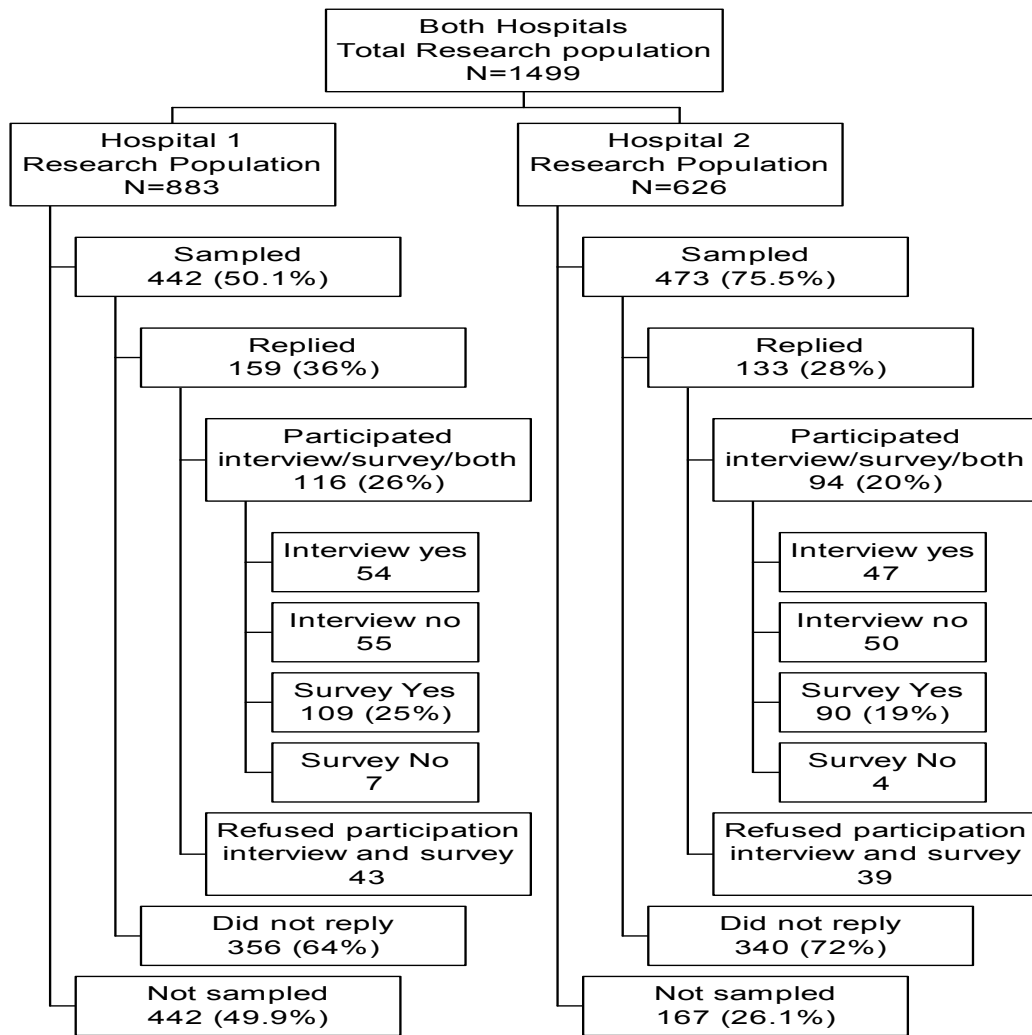 Both Hospitals
Total Research population
N=1499
Hospital 1
Research Population
N=883
Sampled
442 (50.1%)
Replied
159 (36%)
Participated
interview/survey/both
116 (26%)
Interview yes
54
Interview no
55
Survey Yes
109 (25%)
Survey No
7
Refused participation
interview and survey
43
Did not reply
356 (64%)
Not sampled
442 (49.9%)
Hospital 2
Research Population
N=626
Sampled
473 (75.5%)
Replied
133 (28%)
Participated
interview/survey/both
94 (20%)
Interview yes
47
Interview no
50
Survey Yes
90 (19%)
Survey No
4
Refused participation
interview and survey
39
Did not reply
340 (72%)
Not sampled
167 (26.1%)